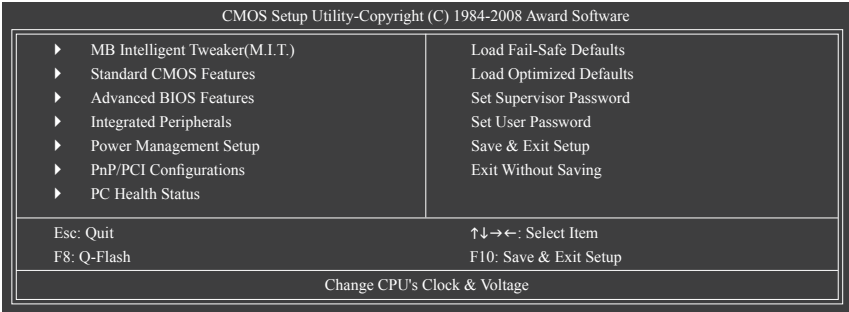 CMOS Setup Utility-Copyright (C) 1984-2008 Award Software
MB Intelligent Tweaker(M.I.T.)
Standard CMOS Features
Advanced BIOS Features
Integrated Peripherals
Power Management Setup
PnP/PCI Configurations
PC Health Status
Load Fail-Safe Defaults
Load Optimized Defaults
Set Supervisor Password
Set User Password
Save & Exit Setup
Exit Without Saving
Esc: Quit
↑↓→←: Select Item
F8: Q-Flash
F10: Save & Exit Setup
Change CPU's Clock & Voltage